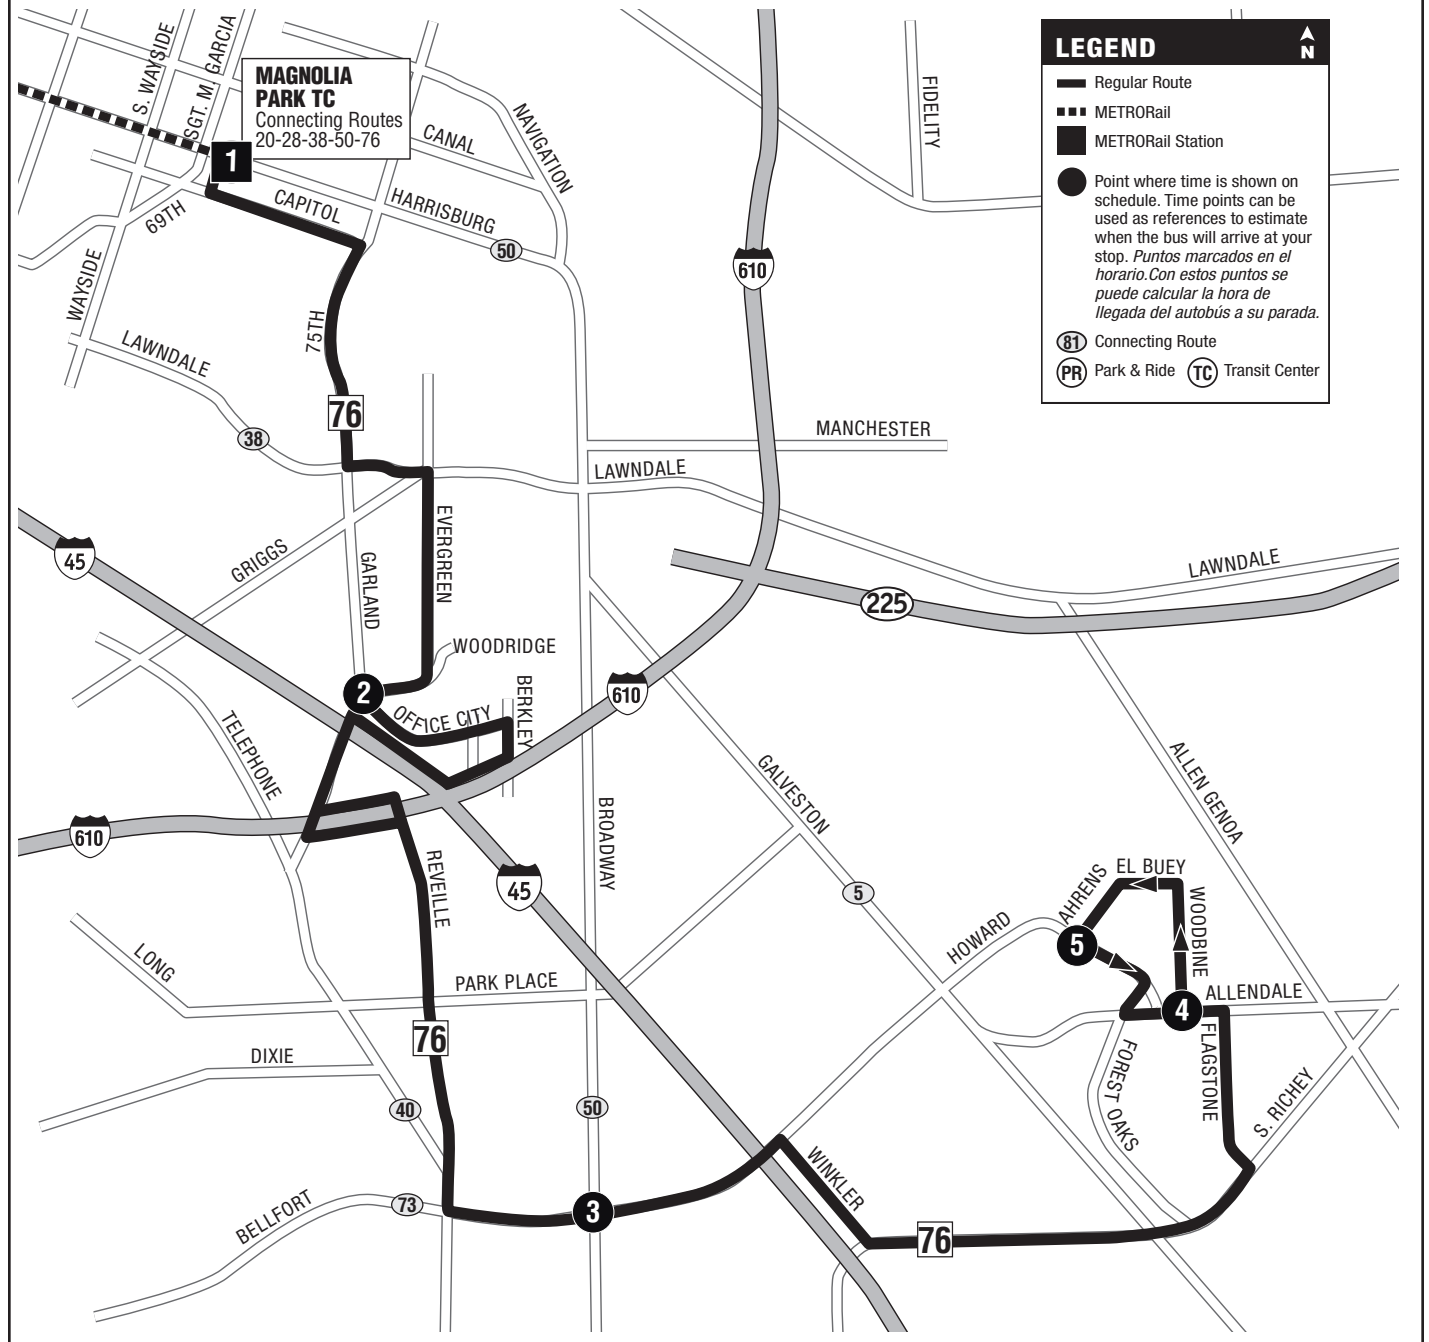 S. WAYSIDE
SGT. M. GARCIA
MAGNOLIA
PARK TC
Connecting Routes
20-28-38-50-76
1
CANAL
NAVIGATION
FIDELITY
LEGEND
N
Regular Route
METRORail
METRORail Station
Point where time is shown on
schedule. Time points can be
used as references to estimate
when the bus will arrive at your
stop. Puntos marcados en el
horario.Con estos puntos se
puede calcular la hora de
llegada del autobús a su parada.
81 Connecting Route
PR Park & Ride TC Transit Center
69TH
CAPITOL
HARRISBURG
50
610
WAYSIDE
75TH
LAWNDALE
76
38
MANCHESTER
LAWNDALE
45
GRIGGS
GARLAND
EVERGREEN
LAWNDALE
225
WOODRIDGE
2
610
BERKLEY
OFFICE CITY
TELEPHONE
GALVESTON
ALLEN GENOA
610
BROADWAY
REVEILLE
45
5
AHRENS
EL BUEY
WOODBINE
HOWARD
5
LONG
PARK PLACE
ALLENDALE
4
76
DIXIE
FLAGSTONE
FOREST OAKS
S. RICHEY
40
50
WINKLER
BELLFORT
73
3
76